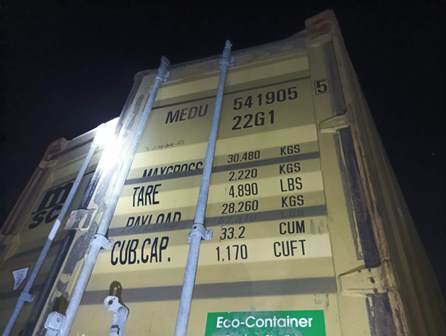 MEDU 541905 5
22G1
MAXGROSS 30.480 KGS
TARE 2.220 KGS
4.890 LBS
PAYLOAD 28.260 KGS
CUB.CAP. 33.2 CUM
1.170 CUFT
Eco-Container